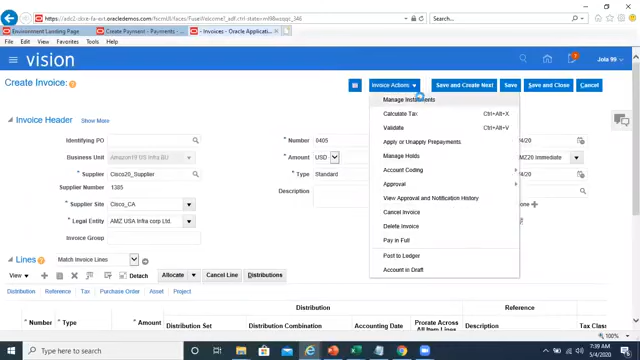 https://adc2-cre-fa-ext.oracledemos.com/fscmUI/faces/FuseWelcome?_adf.ctrl-state=
Search...
Environment Landing Page
Create Payment - Payments - ...
- Invoices - Oracle Applicat...
File Edit View Favorites Tools Help
vision
Jola 99
Create Invoice
Invoice Actions
Save and Create Next
Save
Save and Close
Cancel
Manage Installments
Calculate Tax Ctrl+Alt+X
Validate Ctrl+Alt+V
Apply or Unapply Prepayments
Manage Holds
Account Coding
Approval
View Approval and Notification History
Cancel Invoice
Delete Invoice
Pay in Full
Post to Ledger
Account in Draft
Invoice Header Show More
Identifying PO
* Business Unit Amazon19 US Infra BU
* Supplier Cisco20_Supplier
Supplier Number 1385
* Supplier Site Cisco_CA
* Legal Entity AMZ USA Infra corp Ltd.
Invoice Group
* Number 0405
* Amount USD
* Type Standard
Description
Immediate
Lines Match Invoice Lines
View Detach Allocate Cancel Line Distributions
Distribution Reference Tax Purchase Order Asset Project
Distribution Reference
* Number * Type * Amount Distribution Set Distribution Combination Accounting Date Prorate Across All Item Lines Description Tax Class
100%
Type here to search
7:39 AM
5/4/2020